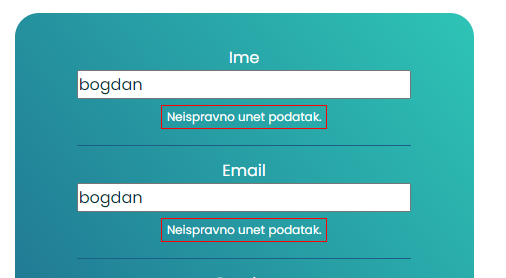 Ime
bogdan
Neispravno unet podatak.
Email
bogdan
Neispravno unet podatak.